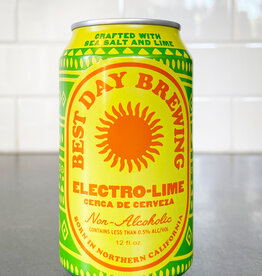 CRAFTED WITH
SEA SALT AND LIME
BEST DAY BREWING
ELECTRO-LIME
CERCA DE CERVEZA
Non-Alcoholic
CONTAINS LESS THAN 0.5% ALC/VOL
12 fl oz
BORN IN NORTHERN CALIFORNIA